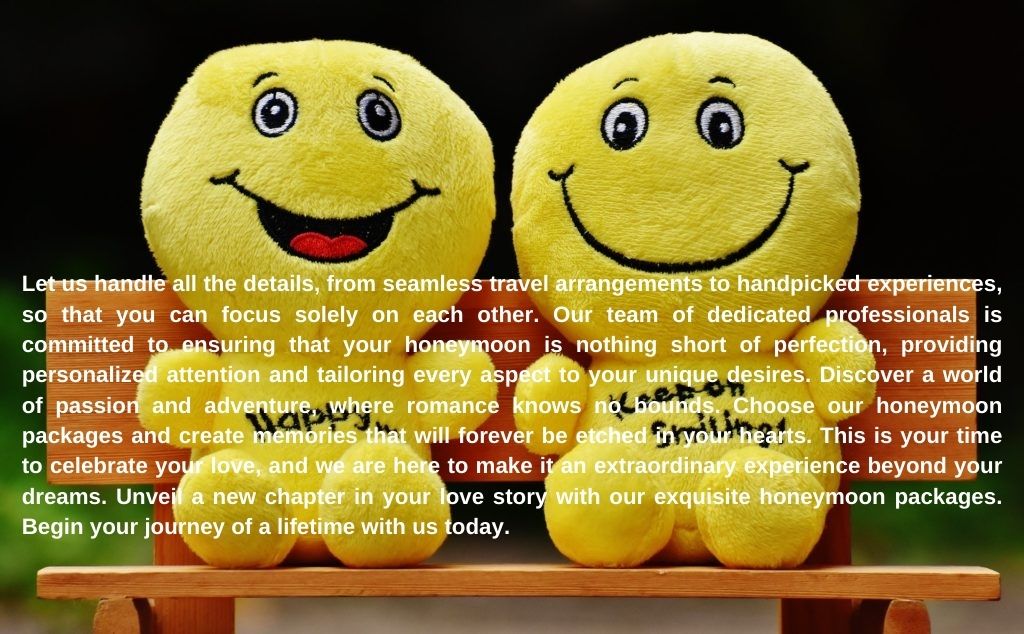 Let us handle all the details, from seamless travel arrangements to handpicked experiences,
so that you can focus solely on each other. Our team of dedicated professionals is
committed to ensuring that your honeymoon is nothing short of perfection, providing
personalized attention and tailoring every aspect to your unique desires. Discover a world
of passion and adventure, where romance knows no bounds. Choose our honeymoon
packages and create memories that will forever be etched in your hearts. This is your time
to celebrate your love, and we are here to make it an extraordinary experience beyond your
dreams. Unveil a new chapter in your love story with our exquisite honeymoon packages.
Begin your journey of a lifetime with us today.
Happy
Keep on
Smiling